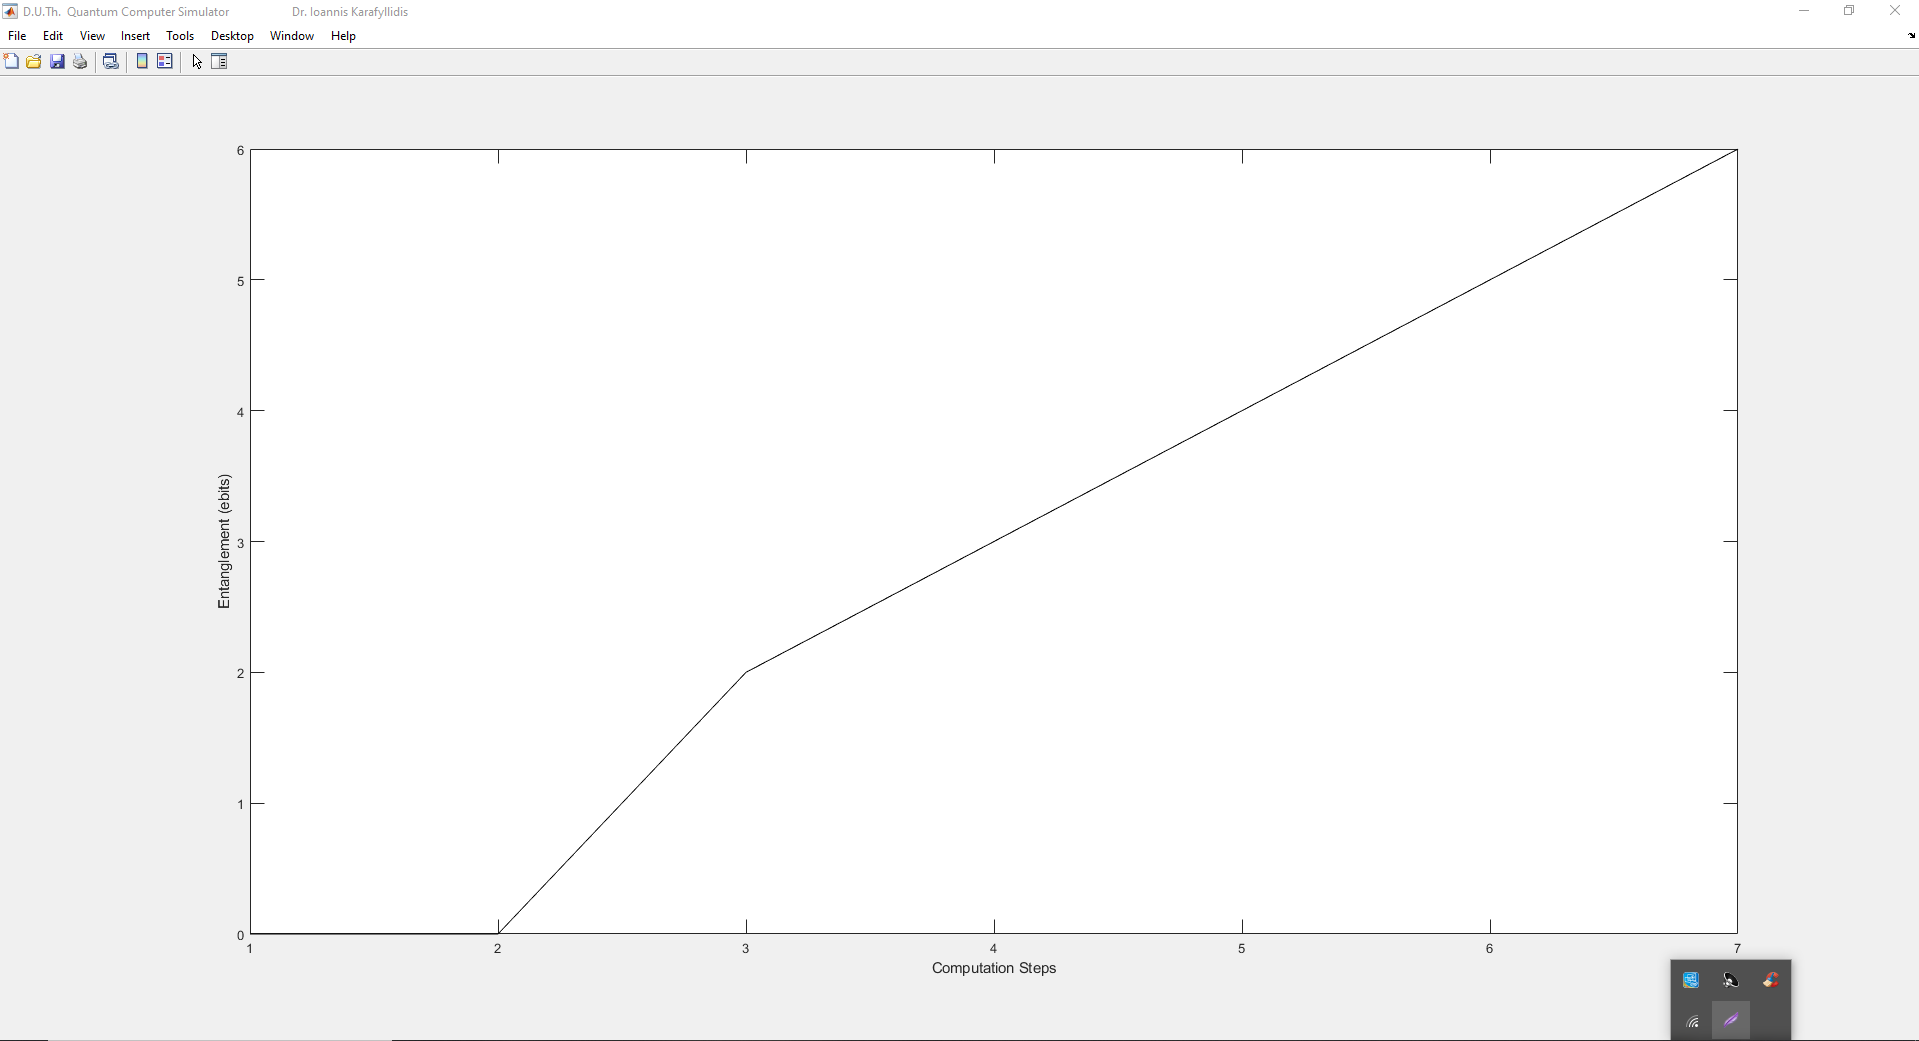 D.U.Th. Quantum Computer Simulator Dr. Ioannis Karafyllidis
File Edit View Insert Tools Desktop Window Help
6
5
4
3
2
1
0
Entanglement (ebits)
1 2 3 4 5 6 7
Computation Steps